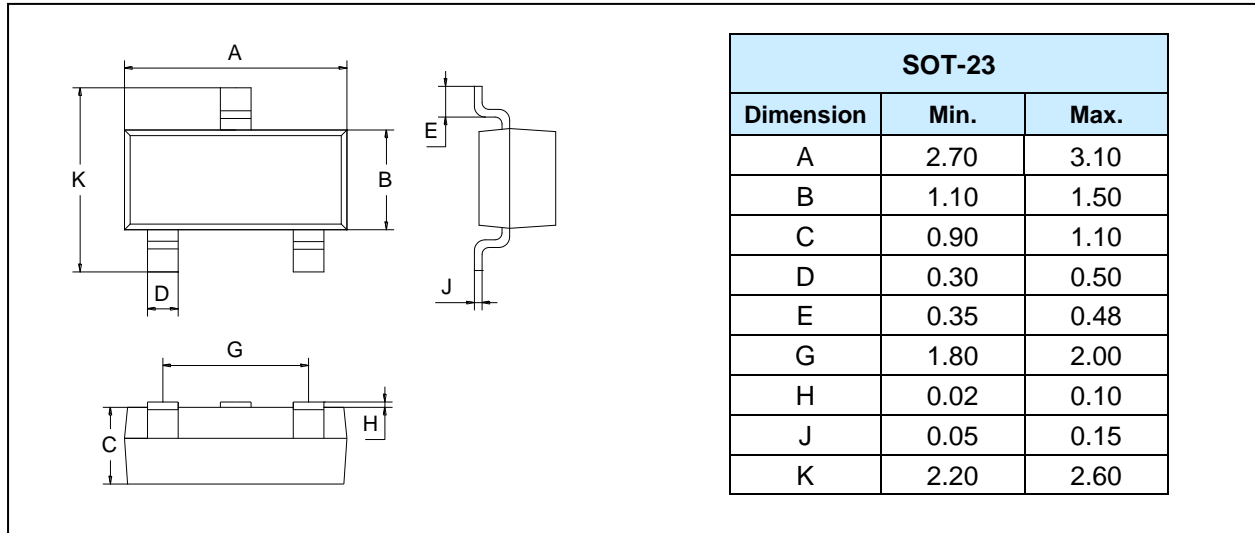 A
K
B
D
E
J
G
H
C
SOT-23
Dimension Min. Max.
A 2.70 3.10
B 1.10 1.50
C 0.90 1.10
D 0.30 0.50
E 0.35 0.48
G 1.80 2.00
H 0.02 0.10
J 0.05 0.15
K 2.20 2.60